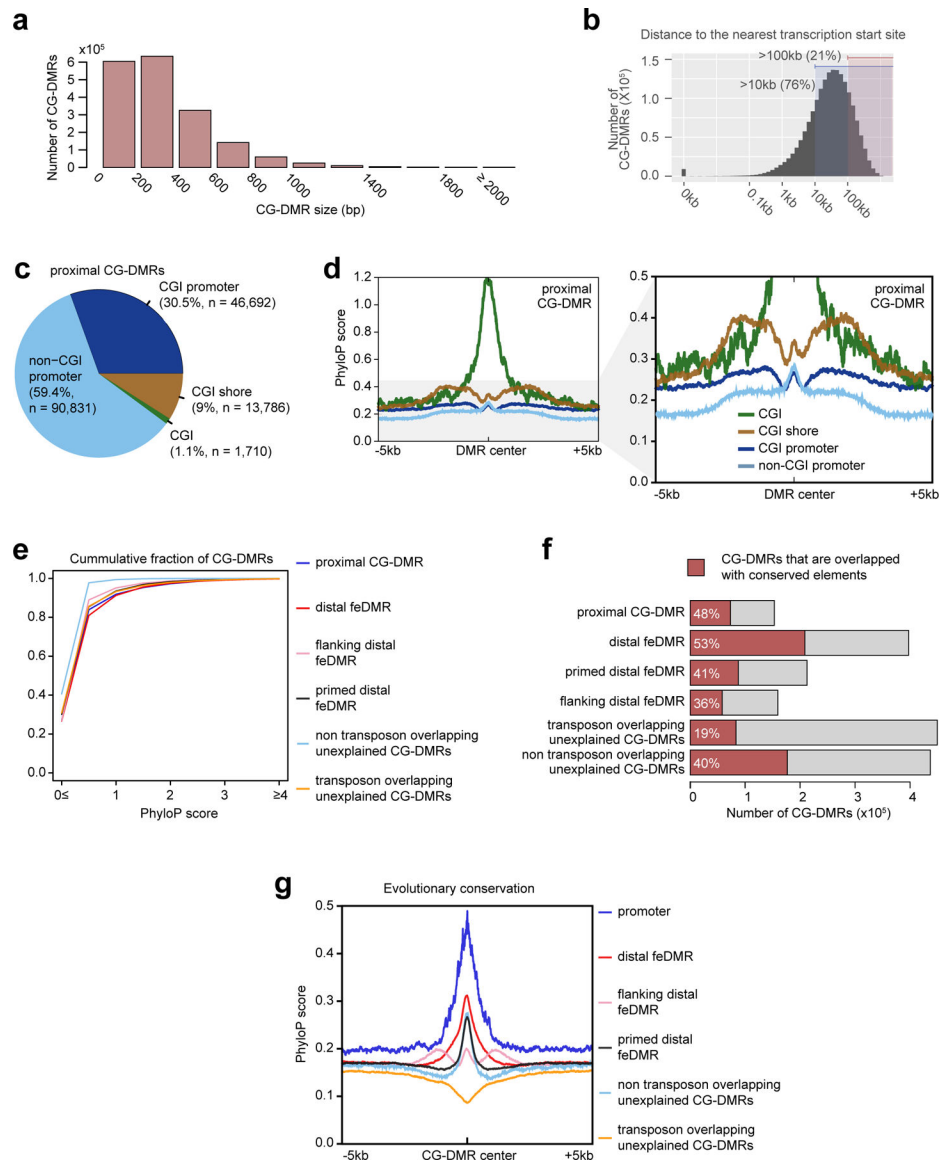 a
x10⁵
Number of CG-DMRs
6
5
4
3
2
1
0
0
200
400
600
800
1000
1400
1800
≥ 2000
CG-DMR size (bp)
b
Distance to the nearest transcription start site
>100kb (21%)
>10kb (76%)
Number of
CG-DMRs (X10⁵)
1.5
1.0
0.5
0.0
0kb
0.1kb
1kb
10kb
100kb
c
proximal CG-DMRs
CGI promoter
(30.5%, n = 46,692)
non−CGI
promoter
(59.4%,
n = 90,831)
CGI shore
(9%, n = 13,786)
CGI
(1.1%, n = 1,710)
d
PhyloP score
1.2
1.0
0.8
0.6
0.4
0.2
0.0
proximal
CG-DMR
-5kb
DMR center
+5kb
0.5
0.4
0.3
0.2
0.1
0.0
proximal
CG-DMR
CGI
CGI shore
CGI promoter
non-CGI promoter
-5kb
DMR center
+5kb
e
Cummulative fraction of CG-DMRs
1.0
0.8
0.6
0.4
0.2
0.0
0≤
1
2
3
≥4
PhyloP score
proximal CG-DMR
distal feDMR
flanking distal
feDMR
primed distal
feDMR
non transposon overlapping
unexplained CG-DMRs
transposon overlapping
unexplained CG-DMRs
f
CG-DMRs that are overlapped
with conserved elements
proximal CG-DMR
48%
distal feDMR
53%
primed distal feDMR
41%
flanking distal feDMR
36%
transposon overlapping
unexplained CG-DMRs
19%
non transposon overlapping
unexplained CG-DMRs
40%
0
1
2
3
4
Number of CG-DMRs (x10⁵)
g
Evolutionary conservation
PhyloP score
0.5
0.4
0.3
0.2
0.1
0.0
-5kb
CG-DMR center
+5kb
promoter
distal feDMR
flanking distal
feDMR
primed distal
feDMR
non transposon overlapping
unexplained CG-DMRs
transposon overlapping
unexplained CG-DMRs